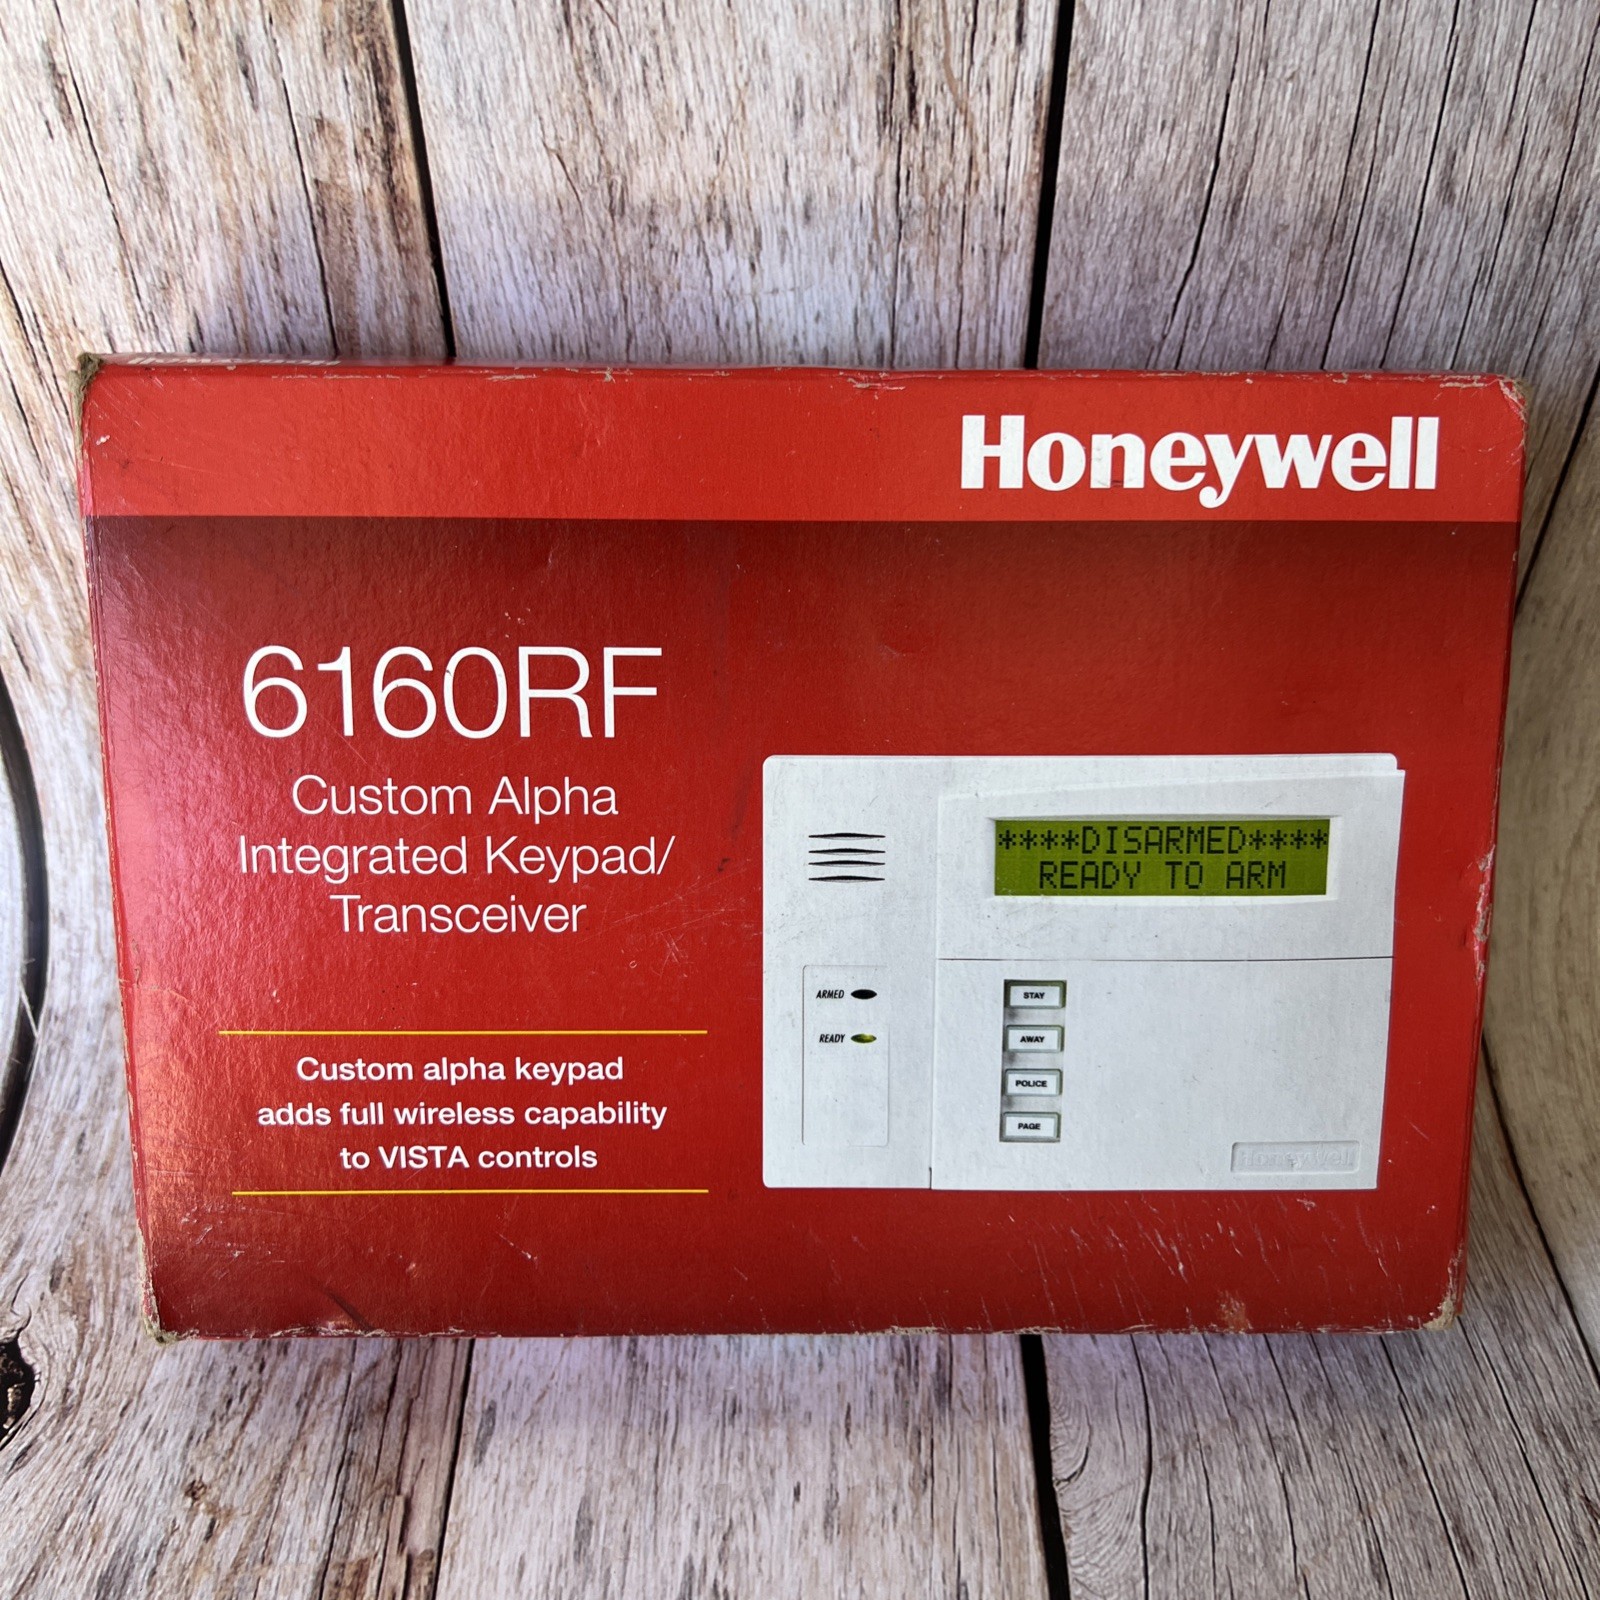 Honeywell
6160RF
Custom Alpha
Integrated Keypad/
Transceiver
Custom alpha keypad
adds full wireless capability
to VISTA controls
****DISARMED****
READY TO ARM
ARMED
READY
STAY
AWAY
POLICE
PAGE
Honeywell